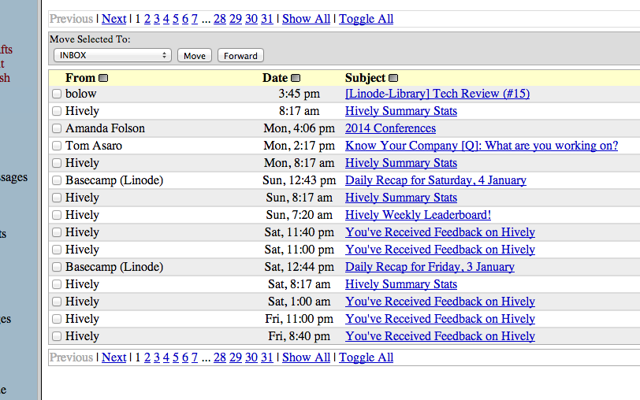 Previous | Next | 1 2 3 4 5 6 7 ... 28 29 30 31 | Show All | Toggle All
Move Selected To:
INBOX Move Forward
From Date Subject
bolow 3:45 pm [Linode-Library] Tech Review (#15)
Hively 8:17 am Hively Summary Stats
Amanda Folson Mon, 4:06 pm 2014 Conferences
Tom Asaro Mon, 2:17 pm Know Your Company [Q]: What are you working on?
Hively Mon, 8:17 am Hively Summary Stats
Basecamp (Linode) Sun, 12:43 pm Daily Recap for Saturday, 4 January
Hively Sun, 8:17 am Hively Summary Stats
Hively Sun, 7:20 am Hively Weekly Leaderboard!
Hively Sat, 11:40 pm You've Received Feedback on Hively
Hively Sat, 11:00 pm You've Received Feedback on Hively
Basecamp (Linode) Sat, 12:44 pm Daily Recap for Friday, 3 January
Hively Sat, 8:17 am Hively Summary Stats
Hively Sat, 1:00 am You've Received Feedback on Hively
Hively Fri, 11:00 pm You've Received Feedback on Hively
Hively Fri, 8:40 pm You've Received Feedback on Hively
Previous | Next | 1 2 3 4 5 6 7 ... 28 29 30 31 | Show All | Toggle All